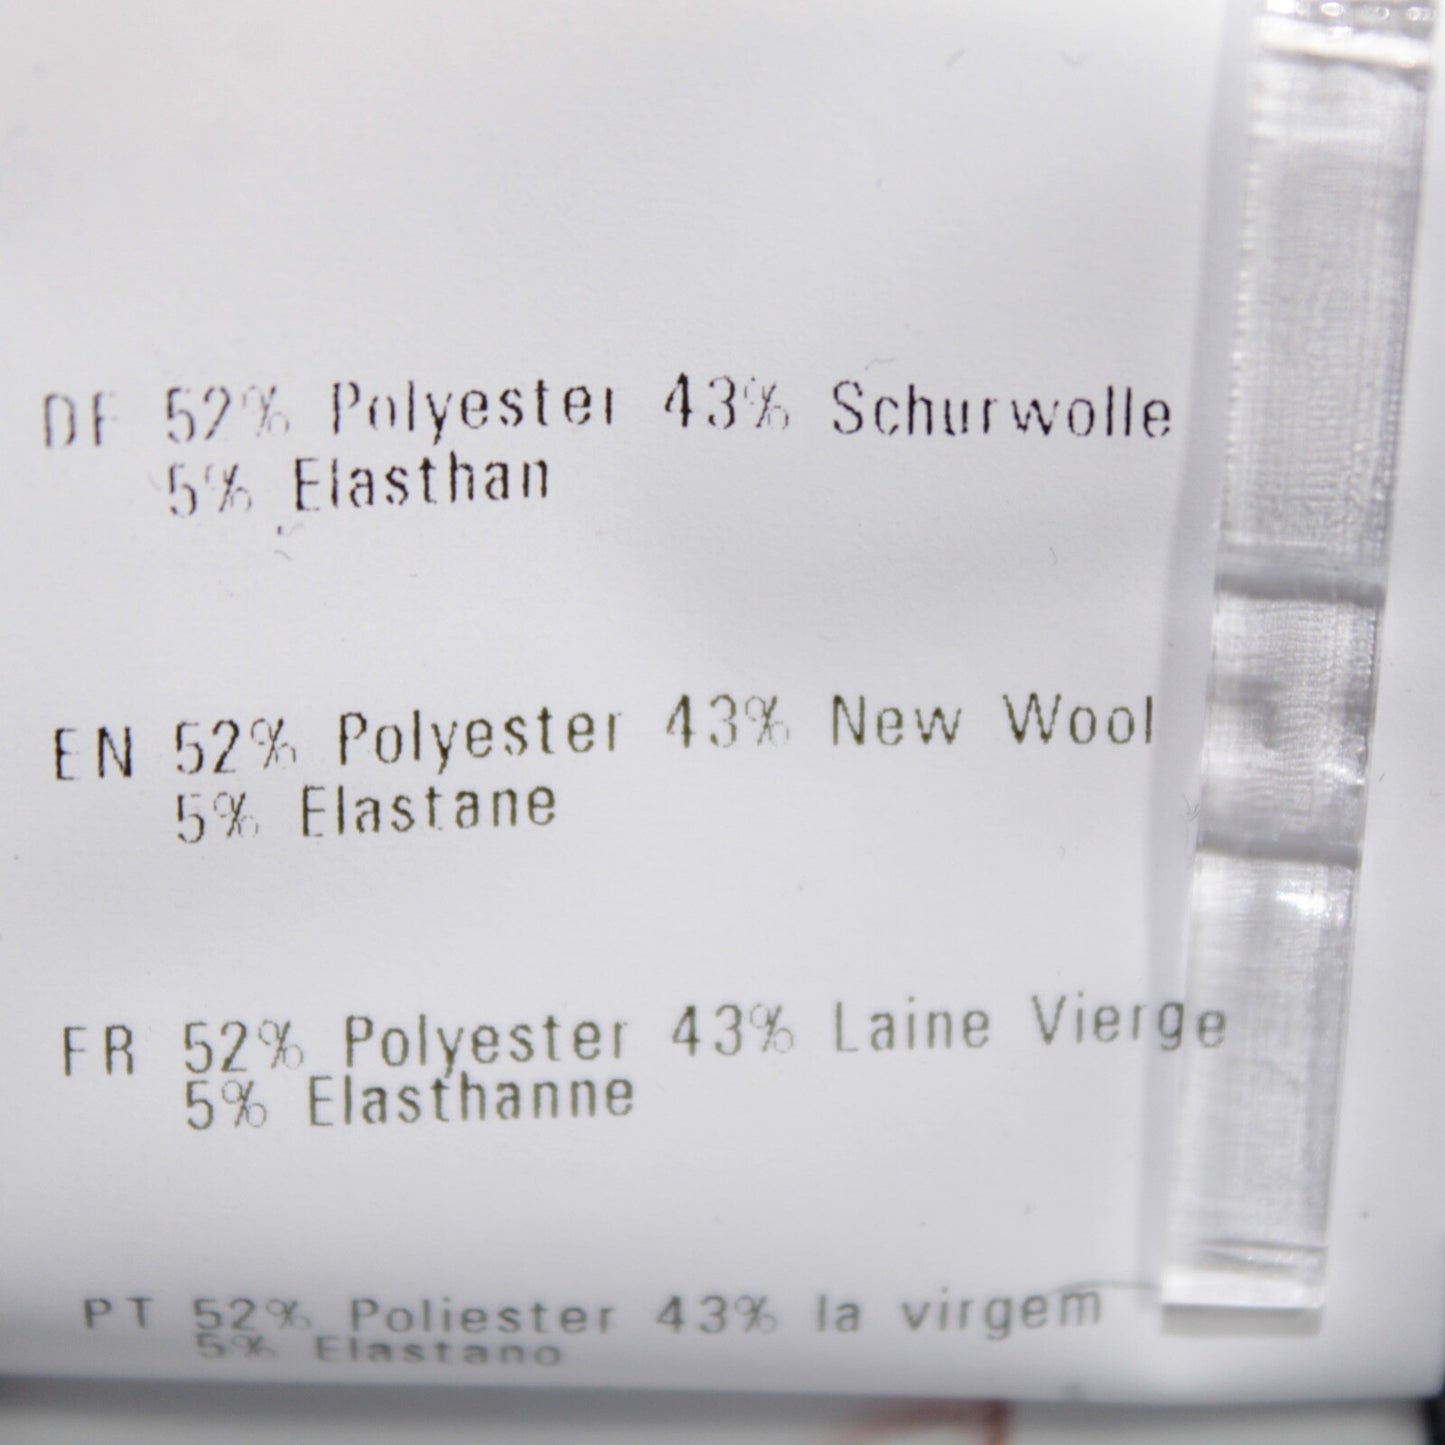 DE 52% Polyester 43% Schurwolle
5% Elasthan
EN 52% Polyester 43% New Wool
5% Elastane
FR 52% Polyester 43% Laine Vierge
5% Elasthanne
PT 52% Poliester 43% la virgem
5% Elastano